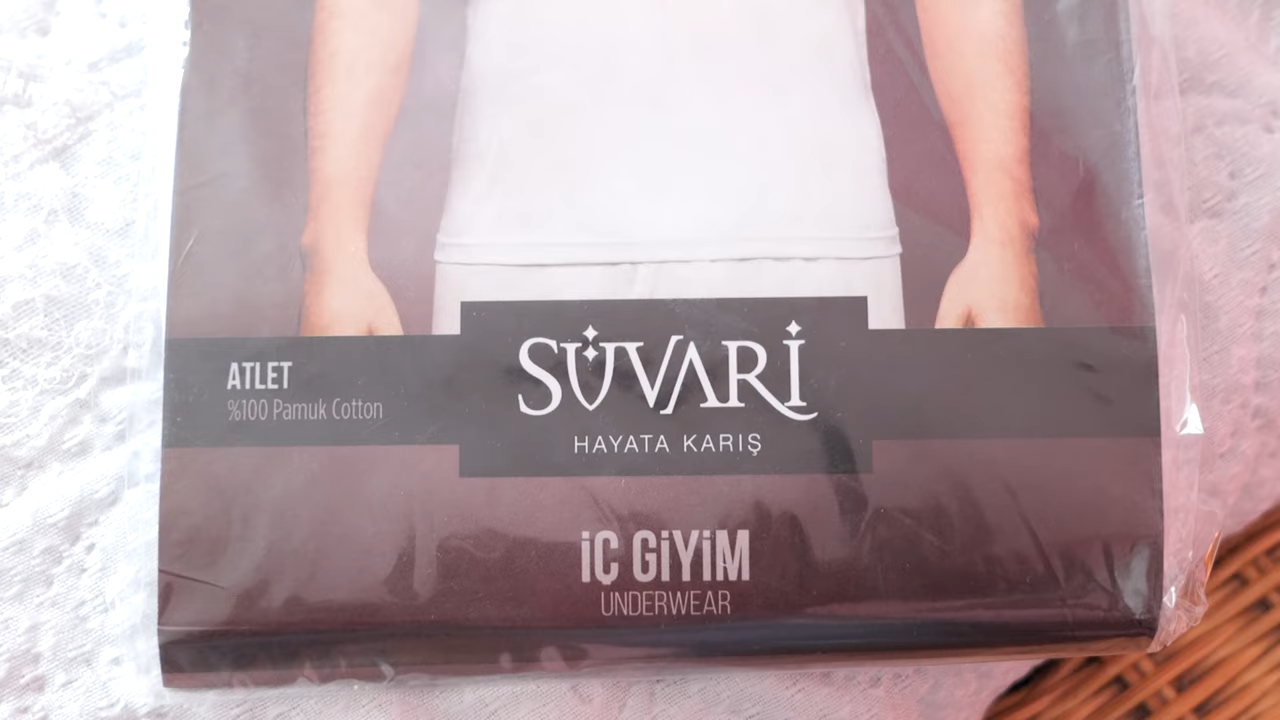 ATLET
%100 Pamuk Cotton
SÜVARİ
HAYATA KARIŞ
İÇ GİYİM
UNDERWEAR